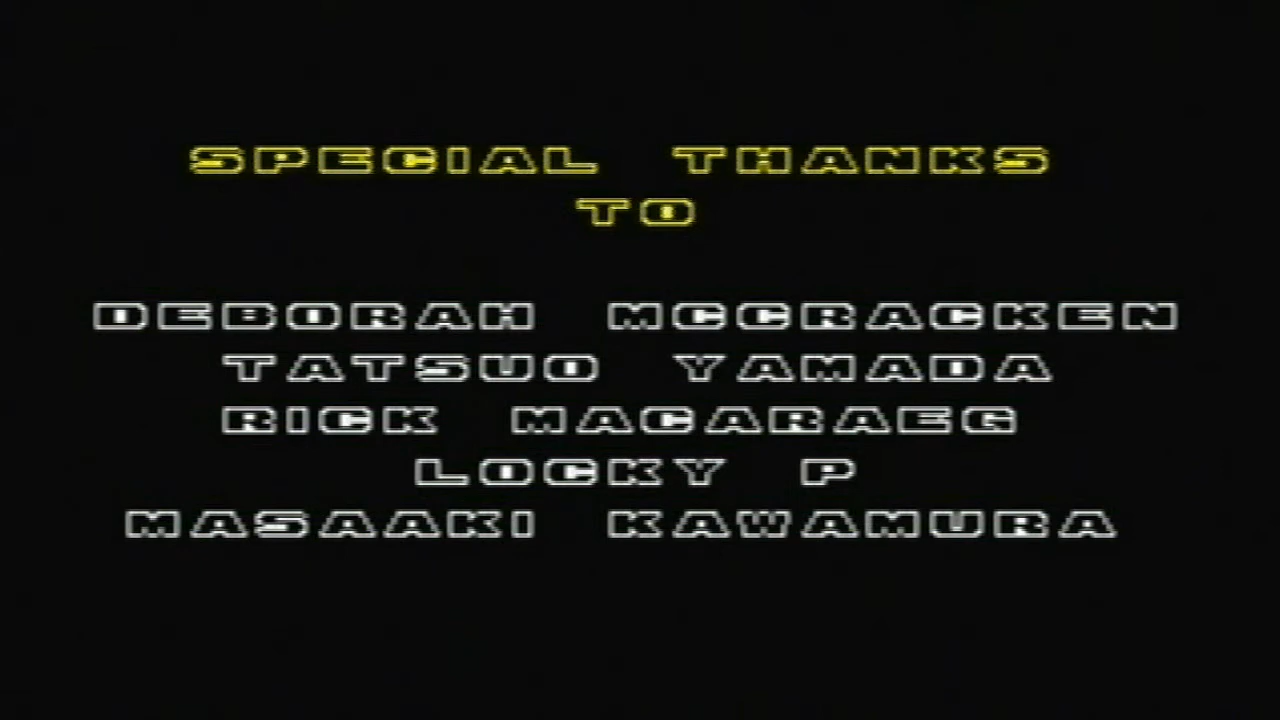 SPECIAL THANKS
TO
DEBORAH MCCRACKEN
TATSUO YAMADA
RICK MACARAEG
LOCKY P
MASAAKI KAWAMURA